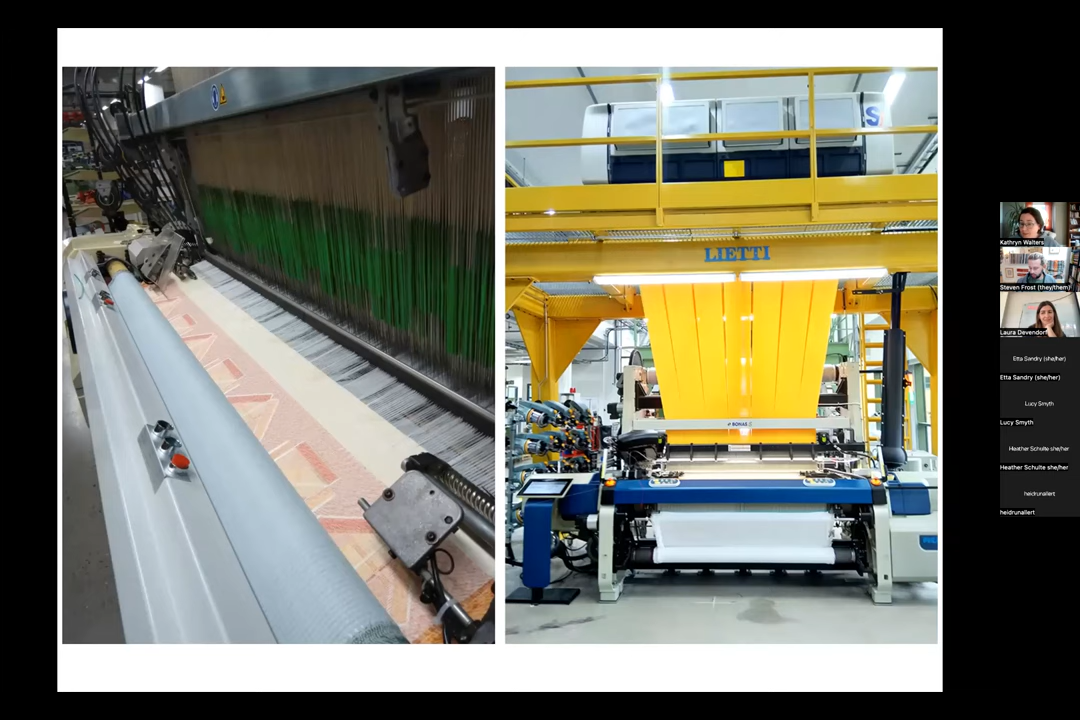 S
LIETTI
BONAS
Kathryn Walters
Steven Frost (they/them)
Laura Devendorf
Etta Sandry (she/her)
Etta Sandry (she/her)
Lucy Smyth
Lucy Smyth
Heather Schulte she/her
Heather Schulte she/her
heidrunallert
heidrunallert